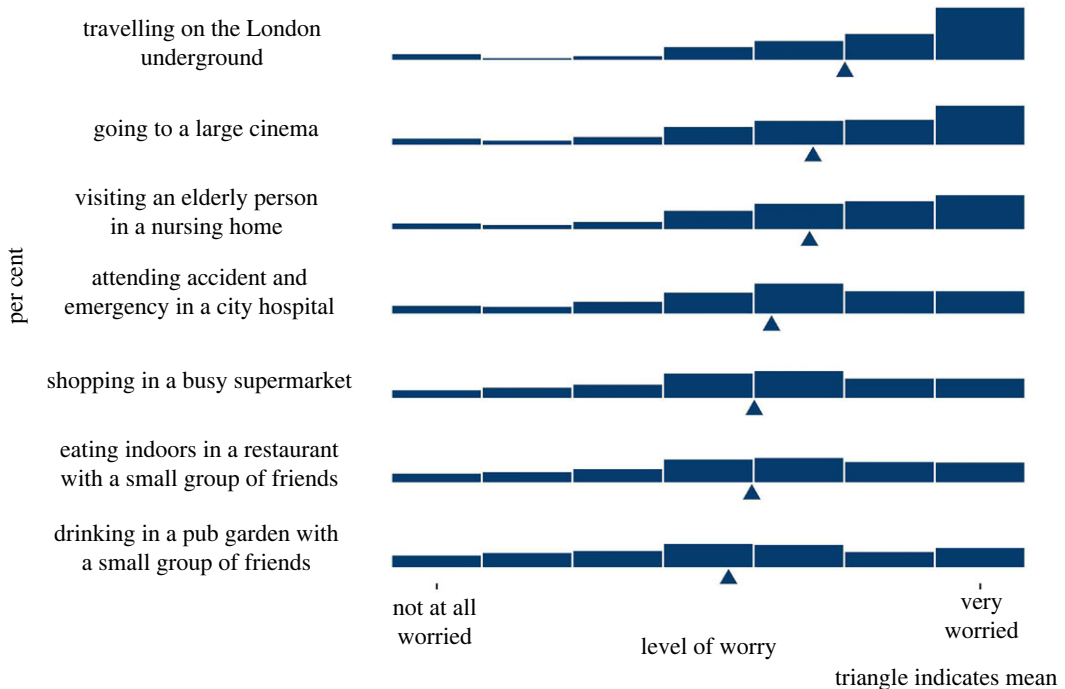 travelling on the London
underground
going to a large cinema
visiting an elderly person
in a nursing home
attending accident and
emergency in a city hospital
shopping in a busy supermarket
eating indoors in a restaurant
with a small group of friends
drinking in a pub garden with
a small group of friends
per cent
not at all
worried
very
worried
level of worry
triangle indicates mean